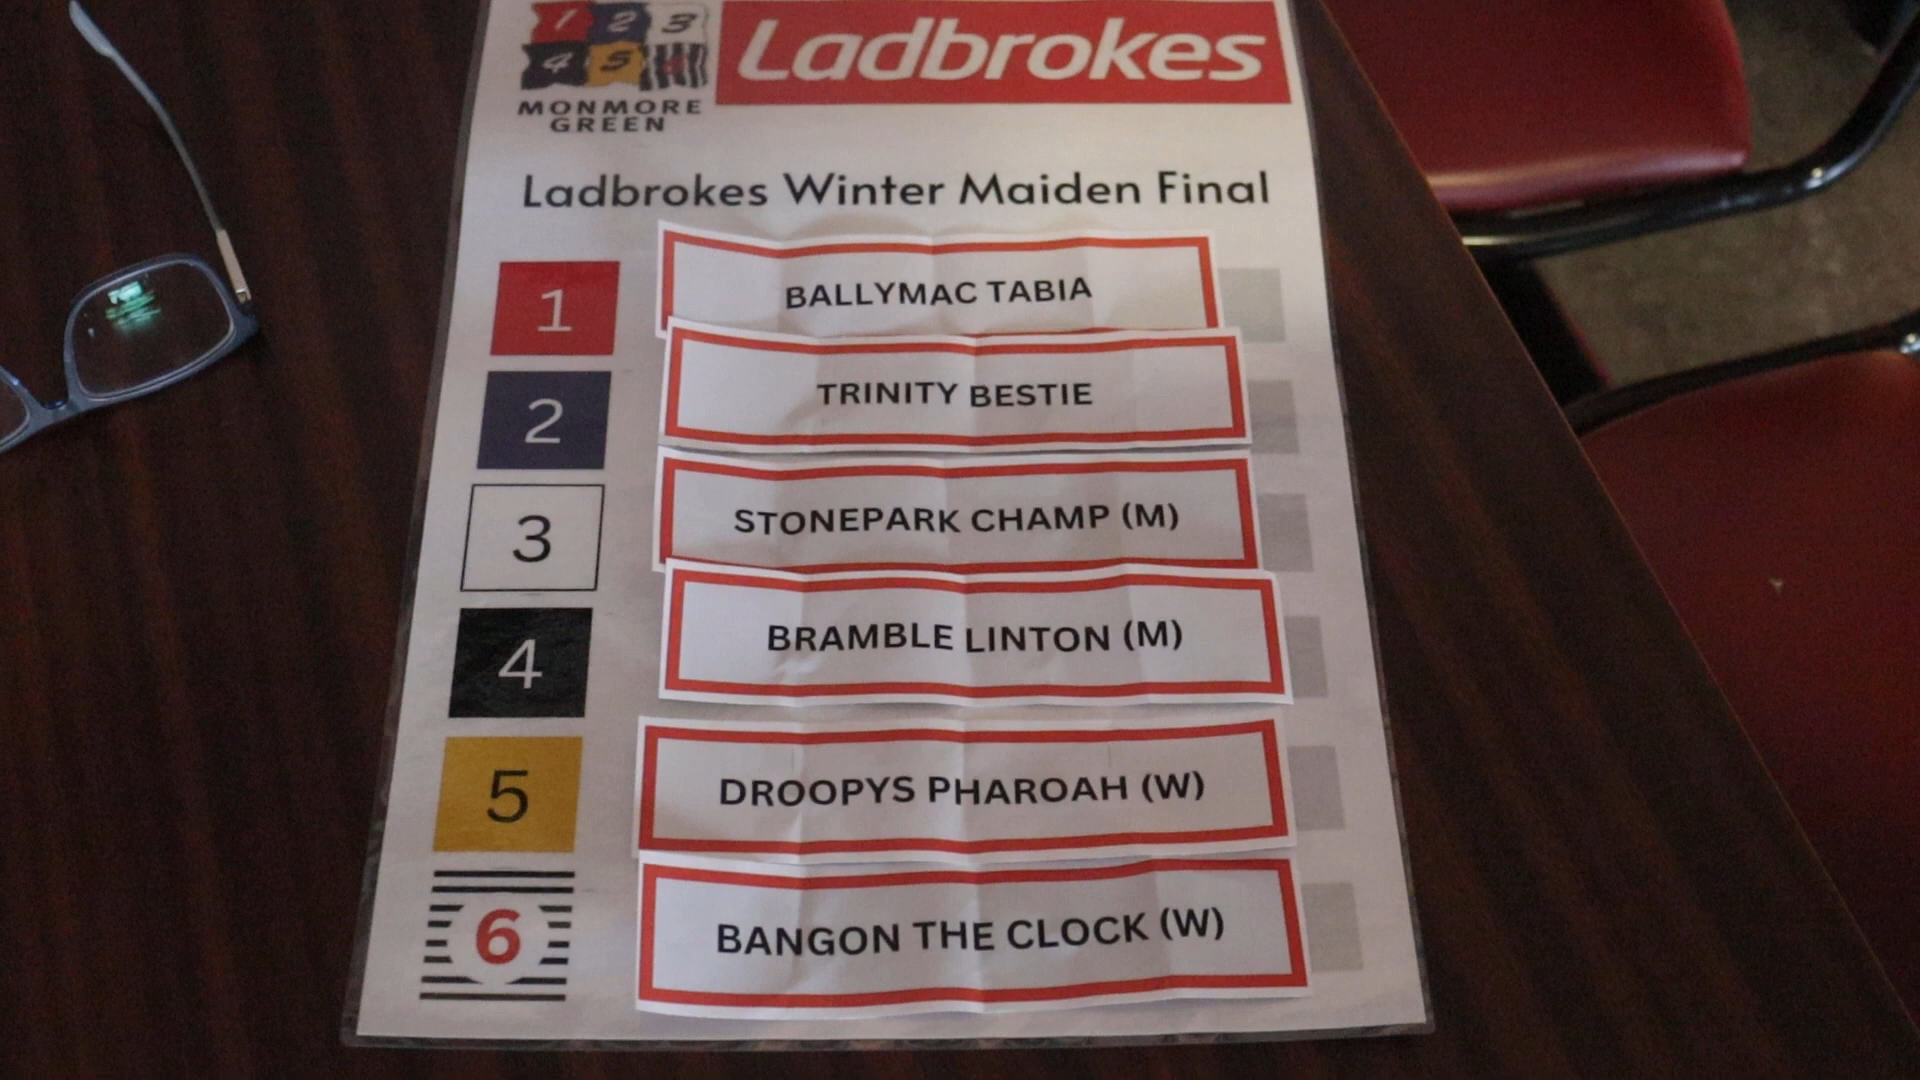 1 2 3
4 5 6
MONMORE
GREEN
Ladbrokes
Ladbrokes Winter Maiden Final
1 BALLYMAC TABIA
2 TRINITY BESTIE
3 STONEPARK CHAMP (M)
4 BRAMBLE LINTON (M)
5 DROOPYS PHAROAH (W)
6 BANGON THE CLOCK (W)